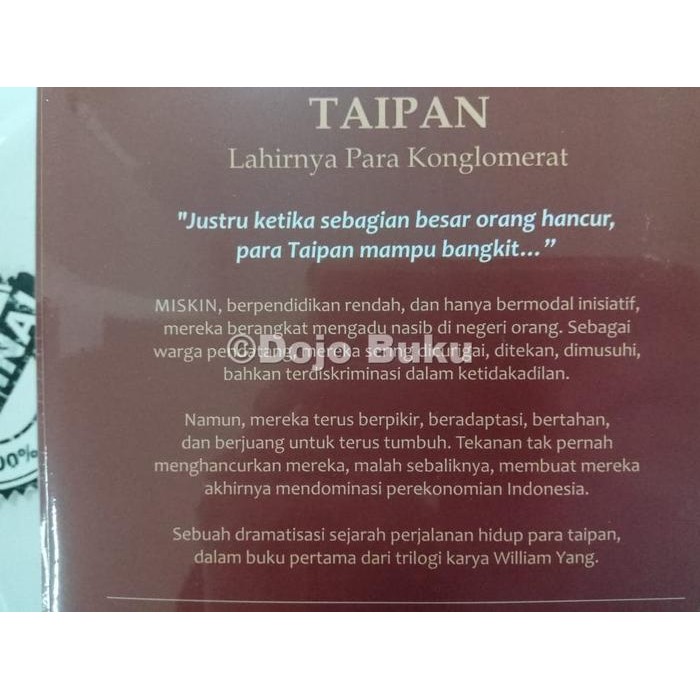 TAIPAN
Lahirnya Para Konglomerat
"Justru ketika sebagian besar orang hancur,
para Taipan mampu bangkit...”
MISKIN, berpendidikan rendah, dan hanya bermodal inisiatif,
mereka berangkat mengadu nasib di negeri orang. Sebagai
warga pendatang, mereka sering dicurigai, ditekan, dimusuhi,
©Dojo Buku
bahkan terdiskriminasi dalam ketidakadilan.
Namun, mereka terus berpikir, beradaptasi, bertahan,
dan berjuang untuk terus tumbuh. Tekanan tak pernah
menghancurkan mereka, malah sebaliknya, membuat mereka
akhirnya mendominasi perekonomian Indonesia.
Sebuah dramatisasi sejarah perjalanan hidup para taipan,
dalam buku pertama dari trilogi karya William Yang.